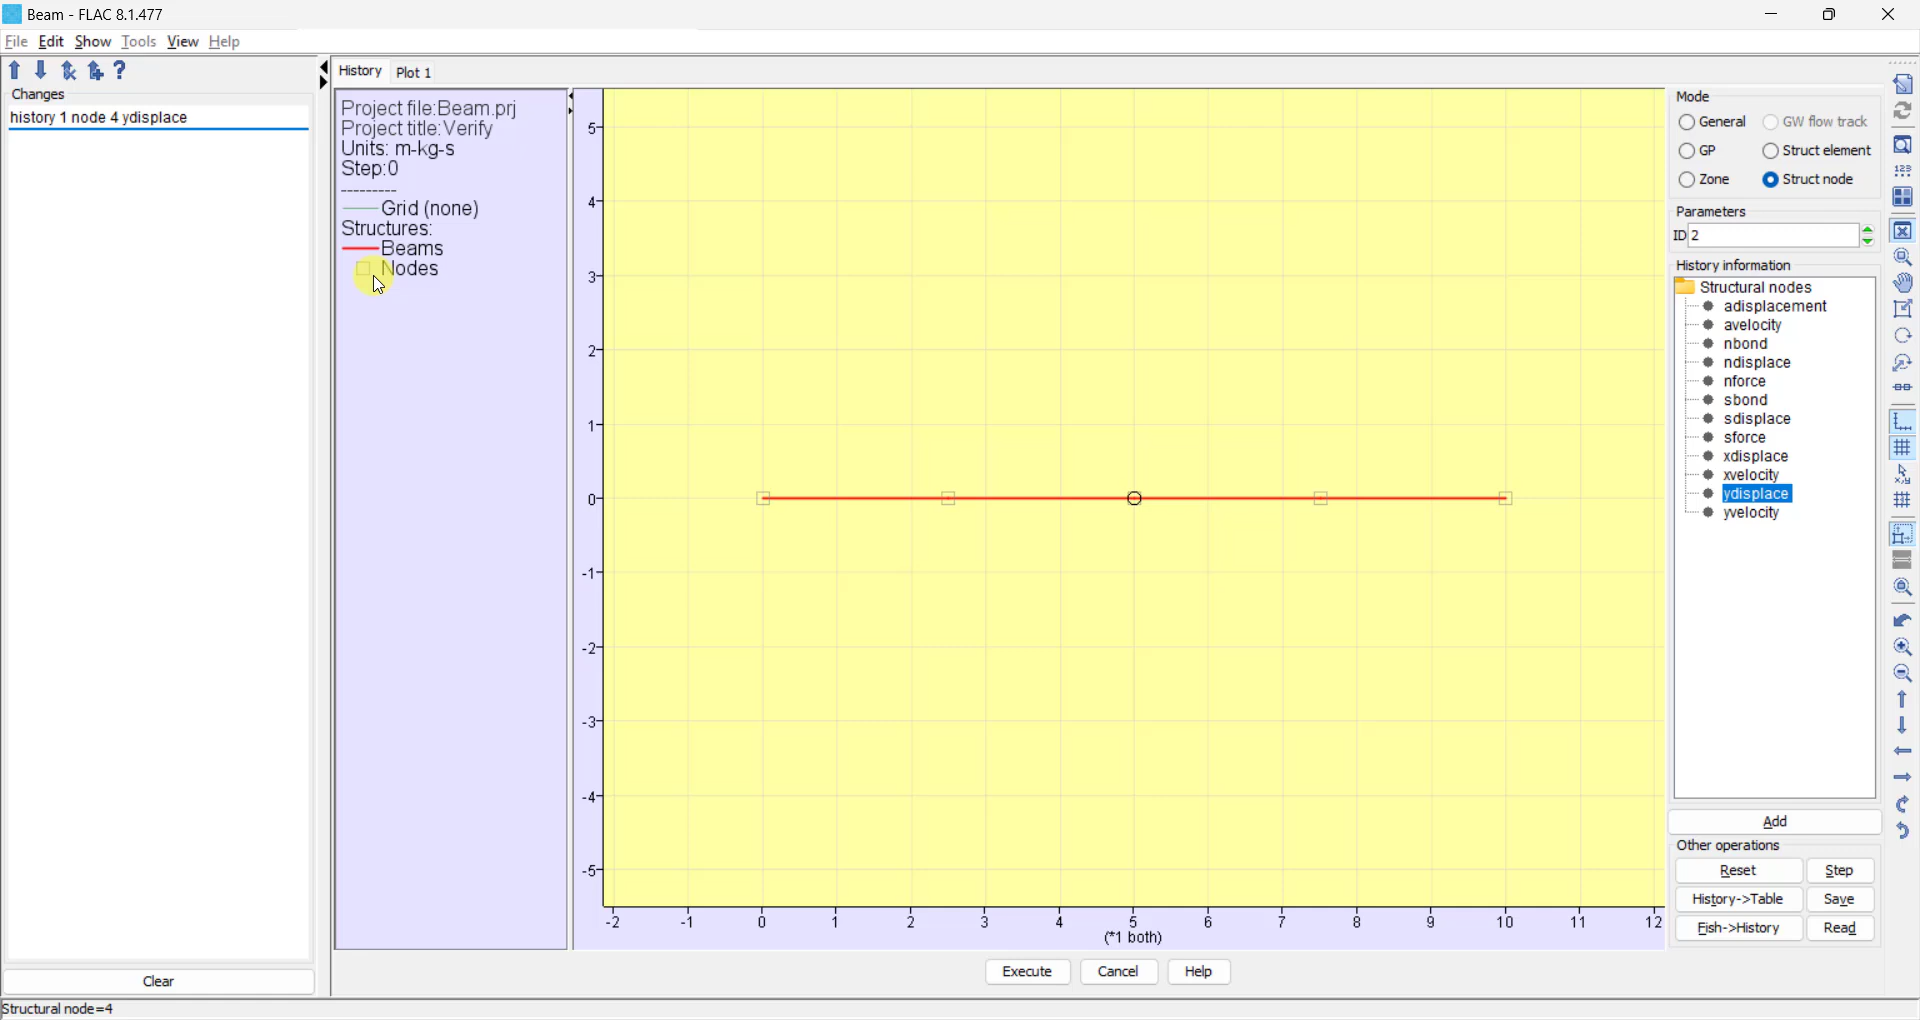 Beam - FLAC 8.1.477
File Edit Show Tools View Help
Changes
history 1 node 4 ydisplace
Clear
Structural node=4
History Plot 1
Project file:Beam.prj
Project title:Verify
Units: m-kg-s
Step:0
----------
Grid (none)
Structures:
Beams
Nodes
5
4
3
2
1
0
-1
-2
-3
-4
-5
-2 -1 0 1 2 3 4 5 6 7 8 9 10 11 12
(*1 both)
Execute Cancel Help
Mode
General GW flow track
GP Struct element
Zone Struct node
Parameters
ID 2
History information
Structural nodes
adisplacement
avelocity
nbond
ndisplace
nforce
sbond
sdisplace
sforce
xdisplace
xvelocity
ydisplace
yvelocity
Add
Other operations
Reset Step
History->Table Save
Fish->History Read
123